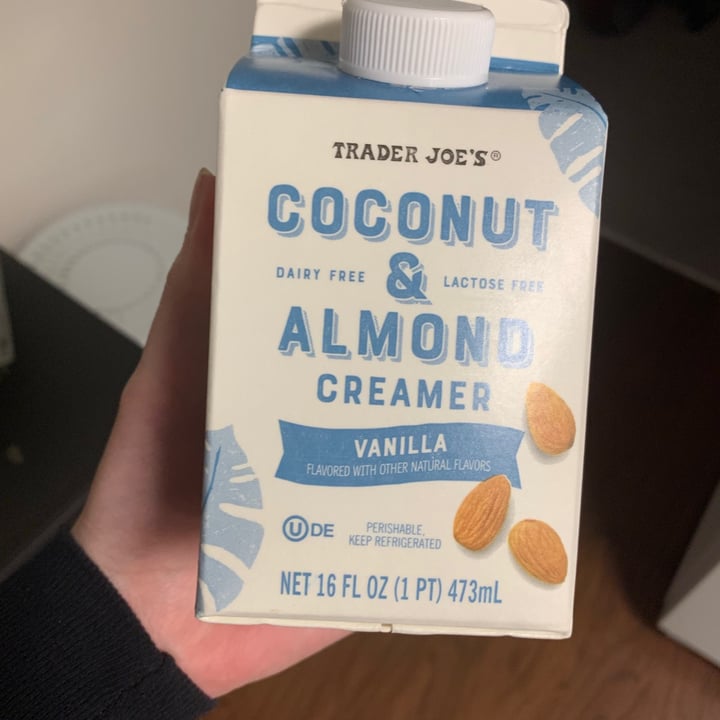 TRADER JOE'S®
COCONUT
DAIRY FREE & LACTOSE FREE
ALMOND
CREAMER
VANILLA
FLAVORED WITH OTHER NATURAL FLAVORS
U DE
PERISHABLE,
KEEP REFRIGERATED
NET 16 FL OZ (1 PT) 473mL